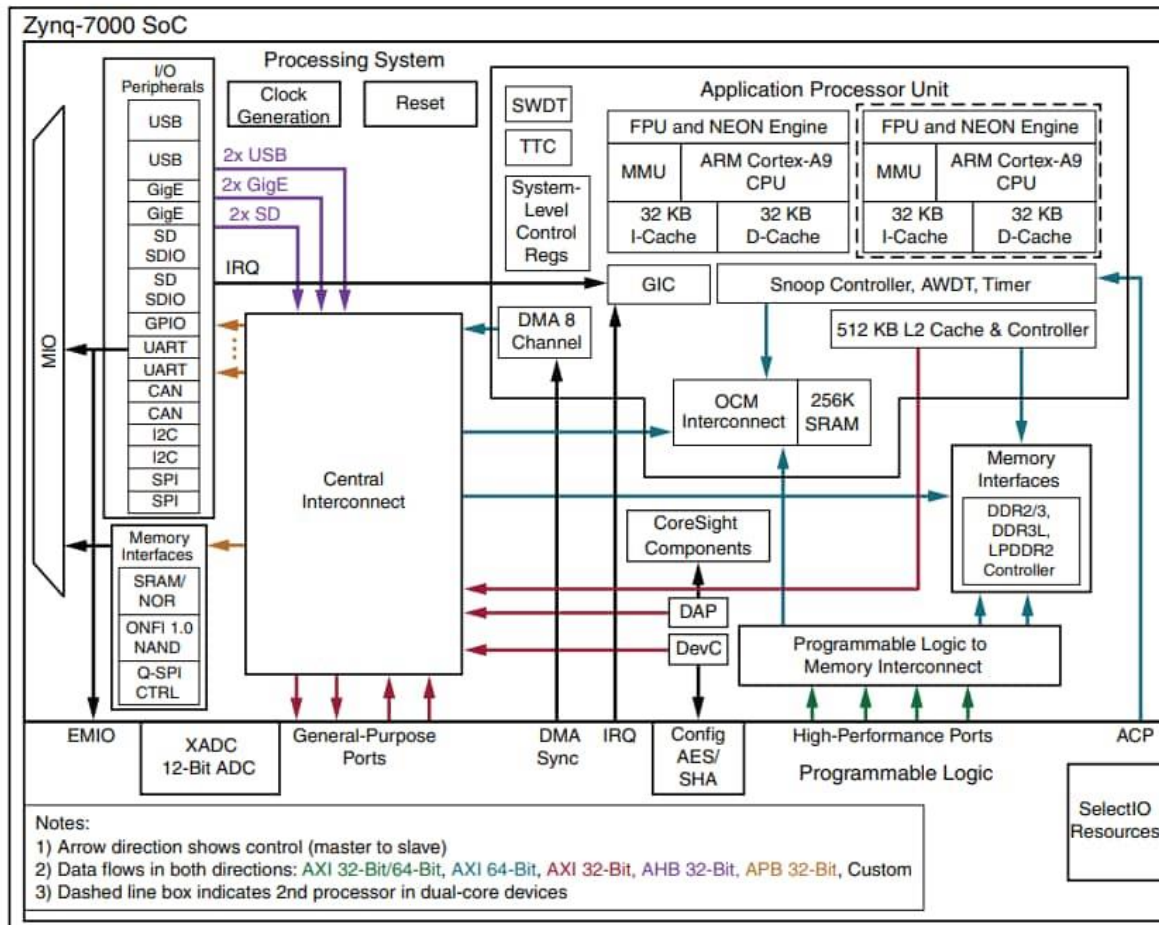 Zynq-7000 SoC
Processing System
I/O
Peripherals
USB
USB
GigE
GigE
SD
SDIO
SD
SDIO
GPIO
UART
UART
CAN
CAN
I2C
I2C
SPI
SPI
MIO
Clock
Generation
Reset
2x USB
2x GigE
2x SD
IRQ
Application Processor Unit
SWDT
TTC
System-
Level
Control
Regs
FPU and NEON Engine
MMU
ARM Cortex-A9
CPU
32 KB
I-Cache
32 KB
D-Cache
FPU and NEON Engine
MMU
ARM Cortex-A9
CPU
32 KB
I-Cache
32 KB
D-Cache
GIC
Snoop Controller, AWDT, Timer
DMA 8
Channel
512 KB L2 Cache & Controller
OCM
Interconnect
256K
SRAM
Central
Interconnect
Memory
Interfaces
DDR2/3,
DDR3L,
LPDDR2
Controller
CoreSight
Components
DAP
DevC
Programmable Logic to
Memory Interconnect
Memory
Interfaces
SRAM/
NOR
ONFI 1.0
NAND
Q-SPI
CTRL
EMIO
XADC
12-Bit ADC
General-Purpose
Ports
DMA
Sync
IRQ
Config
AES/
SHA
High-Performance Ports
ACP
Programmable Logic
SelectIO
Resources
Notes:
1) Arrow direction shows control (master to slave)
2) Data flows in both directions: AXI 32-Bit/64-Bit, AXI 64-Bit, AXI 32-Bit, AHB 32-Bit, APB 32-Bit, Custom
3) Dashed line box indicates 2nd processor in dual-core devices